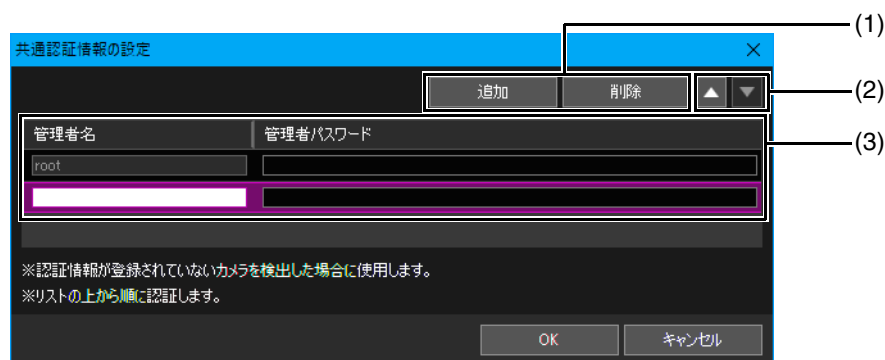 (1)
共通認証情報の設定
追加 削除 (2)
管理者名 管理者パスワード (3)
root
※認証情報が登録されていないカメラを検出した場合に使用します。
※リストの上から順に認証します。
OK キャンセル